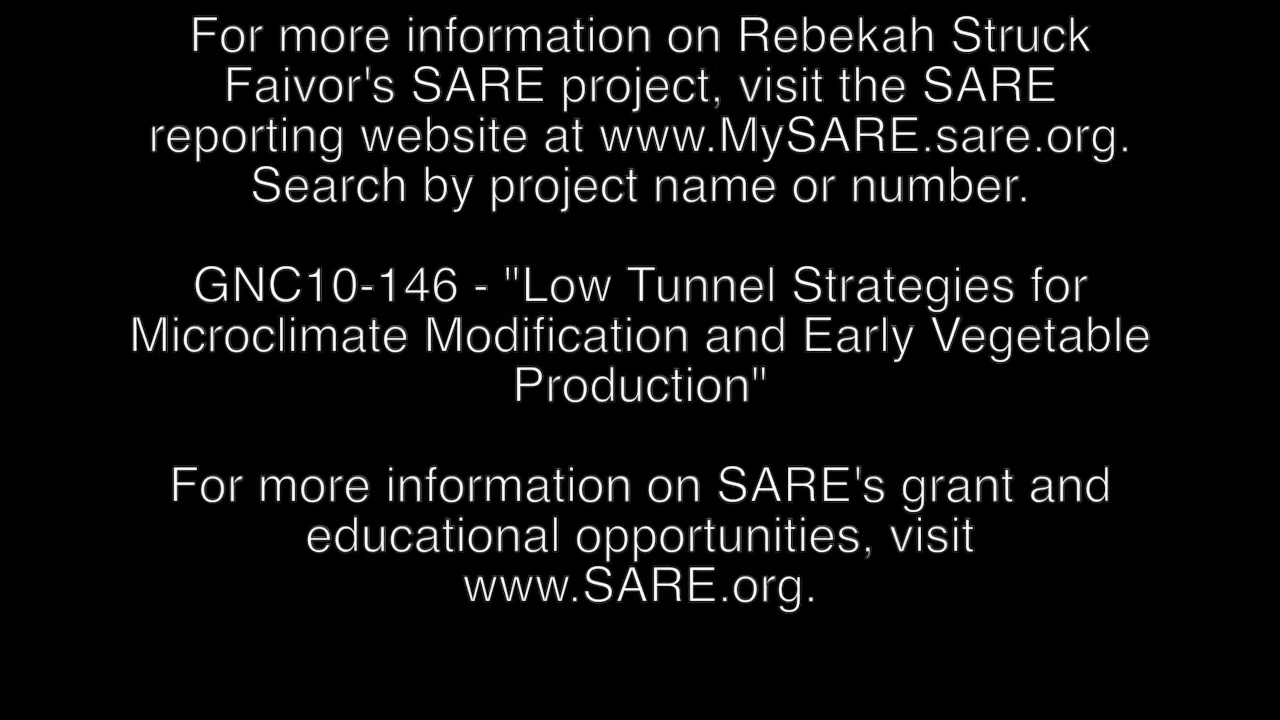 For more information on Rebekah Struck
Faivor's SARE project, visit the SARE
reporting website at www.MySARE.sare.org.
Search by project name or number.
GNC10-146 - "Low Tunnel Strategies for
Microclimate Modification and Early Vegetable
Production"
For more information on SARE's grant and
educational opportunities, visit
www.SARE.org.